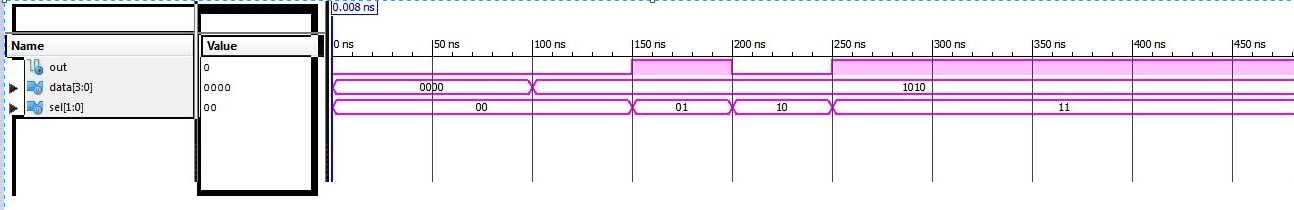 0.008 ns
Name Value 0 ns 50 ns 100 ns 150 ns 200 ns 250 ns 300 ns 350 ns 400 ns 450 ns
out 0
data[3:0] 0000 0000 1010
sel[1:0] 00 00 01 10 11